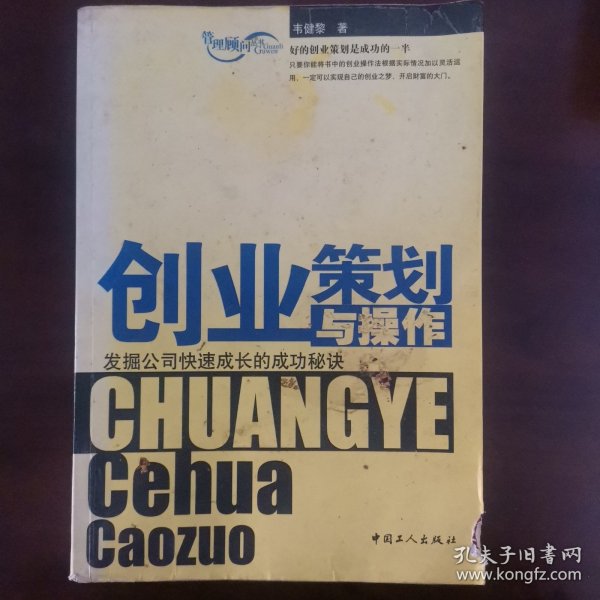 韦健黎 著
管理顾问丛书
Guanli
Guwen
好的创业策划是成功的一半
只要你能将书中的创业操作法根据实际情况加以灵活运
用，一定可以实现自己的创业之梦，开启财富的大门。
创业策划
与操作
发掘公司快速成长的成功秘诀
CHUANGYE
Cehua
Caozuo
中国工人出版社
孔夫子旧书网
www.kongfz.com